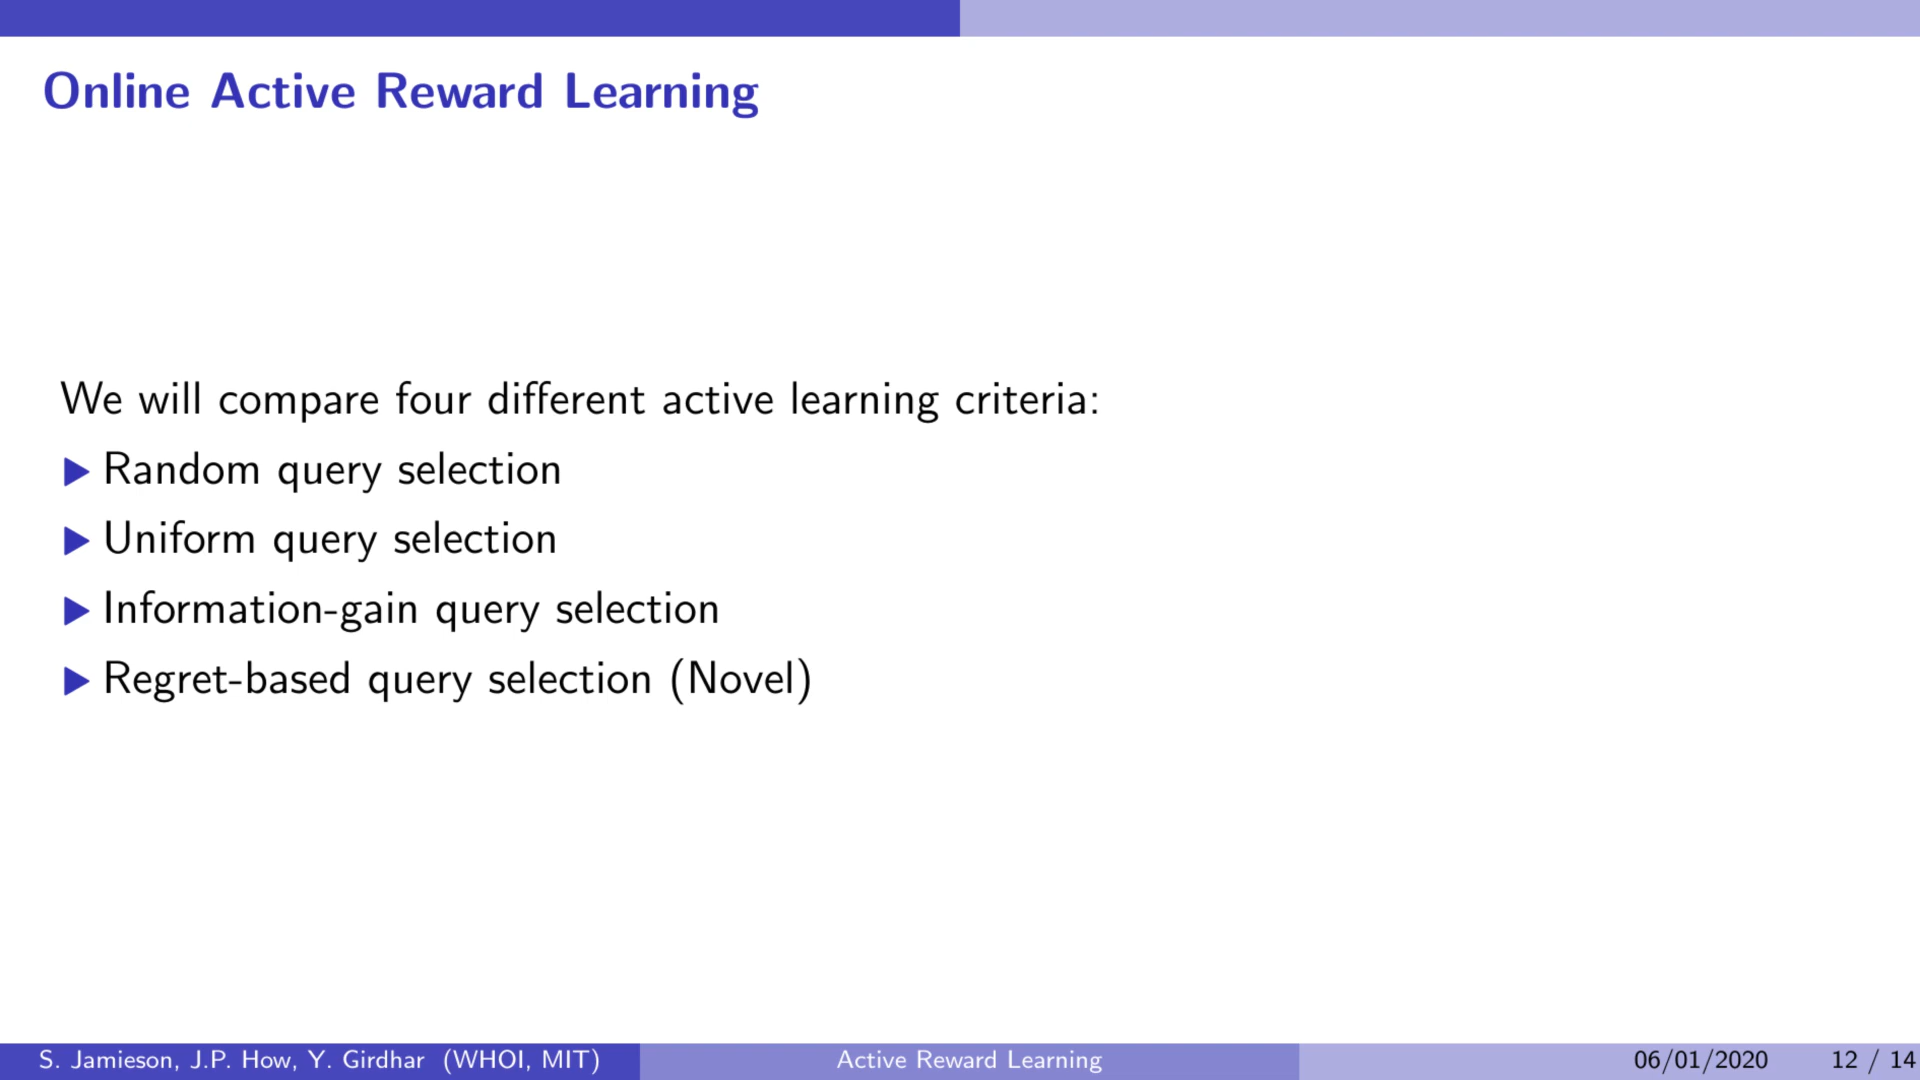 Online Active Reward Learning
We will compare four different active learning criteria:
Random query selection
Uniform query selection
Information-gain query selection
Regret-based query selection (Novel)
S. Jamieson, J.P. How, Y. Girdhar (WHOI, MIT) Active Reward Learning 06/01/2020 12 / 14